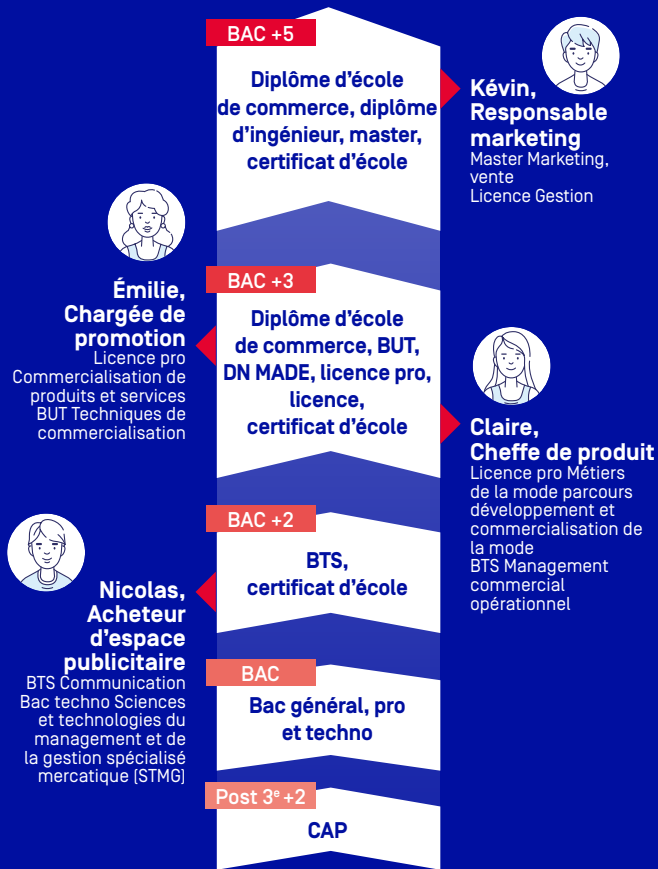 BAC +5
Diplôme d'école
de commerce, diplôme
d'ingénieur, master,
certificat d'école
Kévin,
Responsable
marketing
Master Marketing,
vente
Licence Gestion
BAC +3
Diplôme d'école
de commerce, BUT,
DN MADE, licence pro,
licence,
certificat d'école
Émilie,
Chargée de
promotion
Licence pro
Commercialisation de
produits et services
BUT Techniques de
commercialisation
Claire,
Cheffe de produit
Licence pro Métiers
de la mode parcours
développement et
commercialisation de
la mode
BTS Management
commercial
opérationnel
BAC +2
BTS,
certificat d'école
Nicolas,
Acheteur
d'espace
publicitaire
BTS Communication
Bac techno Sciences
et technologies du
management et de
la gestion spécialisé
mercatique (STMG)
BAC
Bac général, pro
et techno
Post 3e +2
CAP